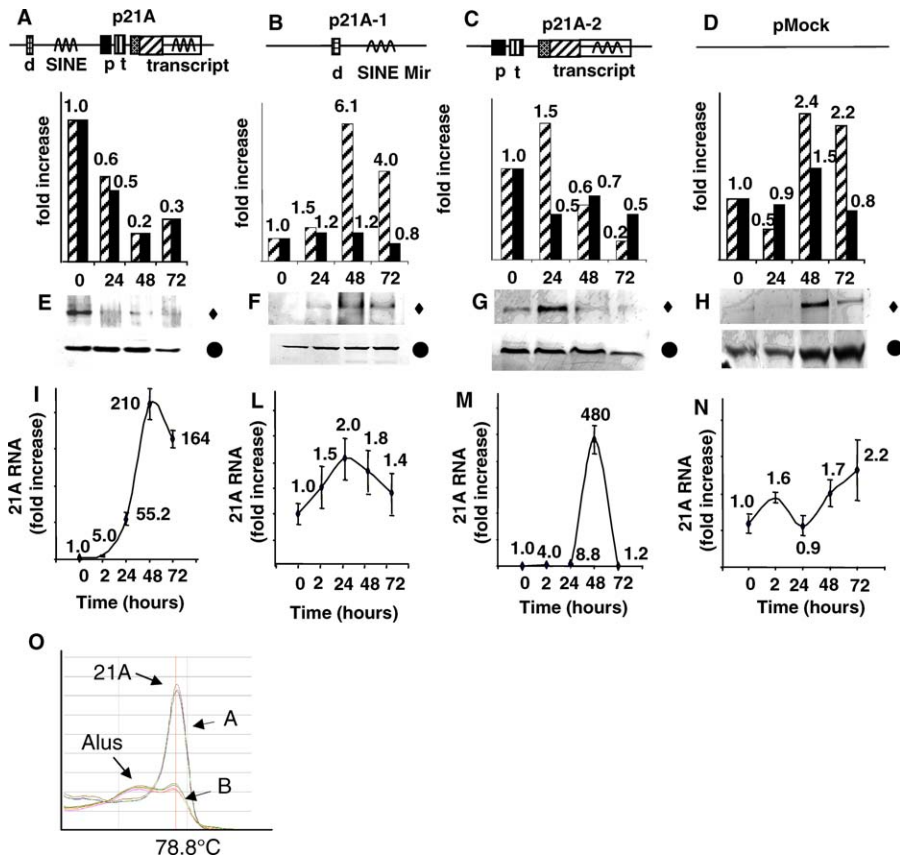 A
p21A
d SINE p t transcript
fold increase
1.0
0.6
0.5
0.2
0.3
0 24 48 72
B
p21A-1
d SINE Mir
fold increase
1.0
1.5
1.2
6.1
1.2
4.0
0.8
0 24 48 72
C
p21A-2
p t transcript
fold increase
1.0
1.5
0.5
0.6
0.7
0.2
0.5
0 24 48 72
D
pMock
fold increase
1.0
0.5
0.9
2.4
1.5
2.2
0.8
0 24 48 72
E
F
G
H
I
21A RNA
(fold increase)
1.0
5.0
55.2
210
164
0 2 24 48 72
Time (hours)
L
21A RNA
(fold increase)
1.0
1.5
2.0
1.8
1.4
0 2 24 48 72
Time (hours)
M
21A RNA
(fold increase)
1.0
4.0
8.8
480
1.2
0 2 24 48 72
Time (hours)
N
21A RNA
(fold increase)
1.0
1.6
0.9
1.7
2.2
0 2 24 48 72
Time (hours)
O
21A
A
Alus
B
78.8°C